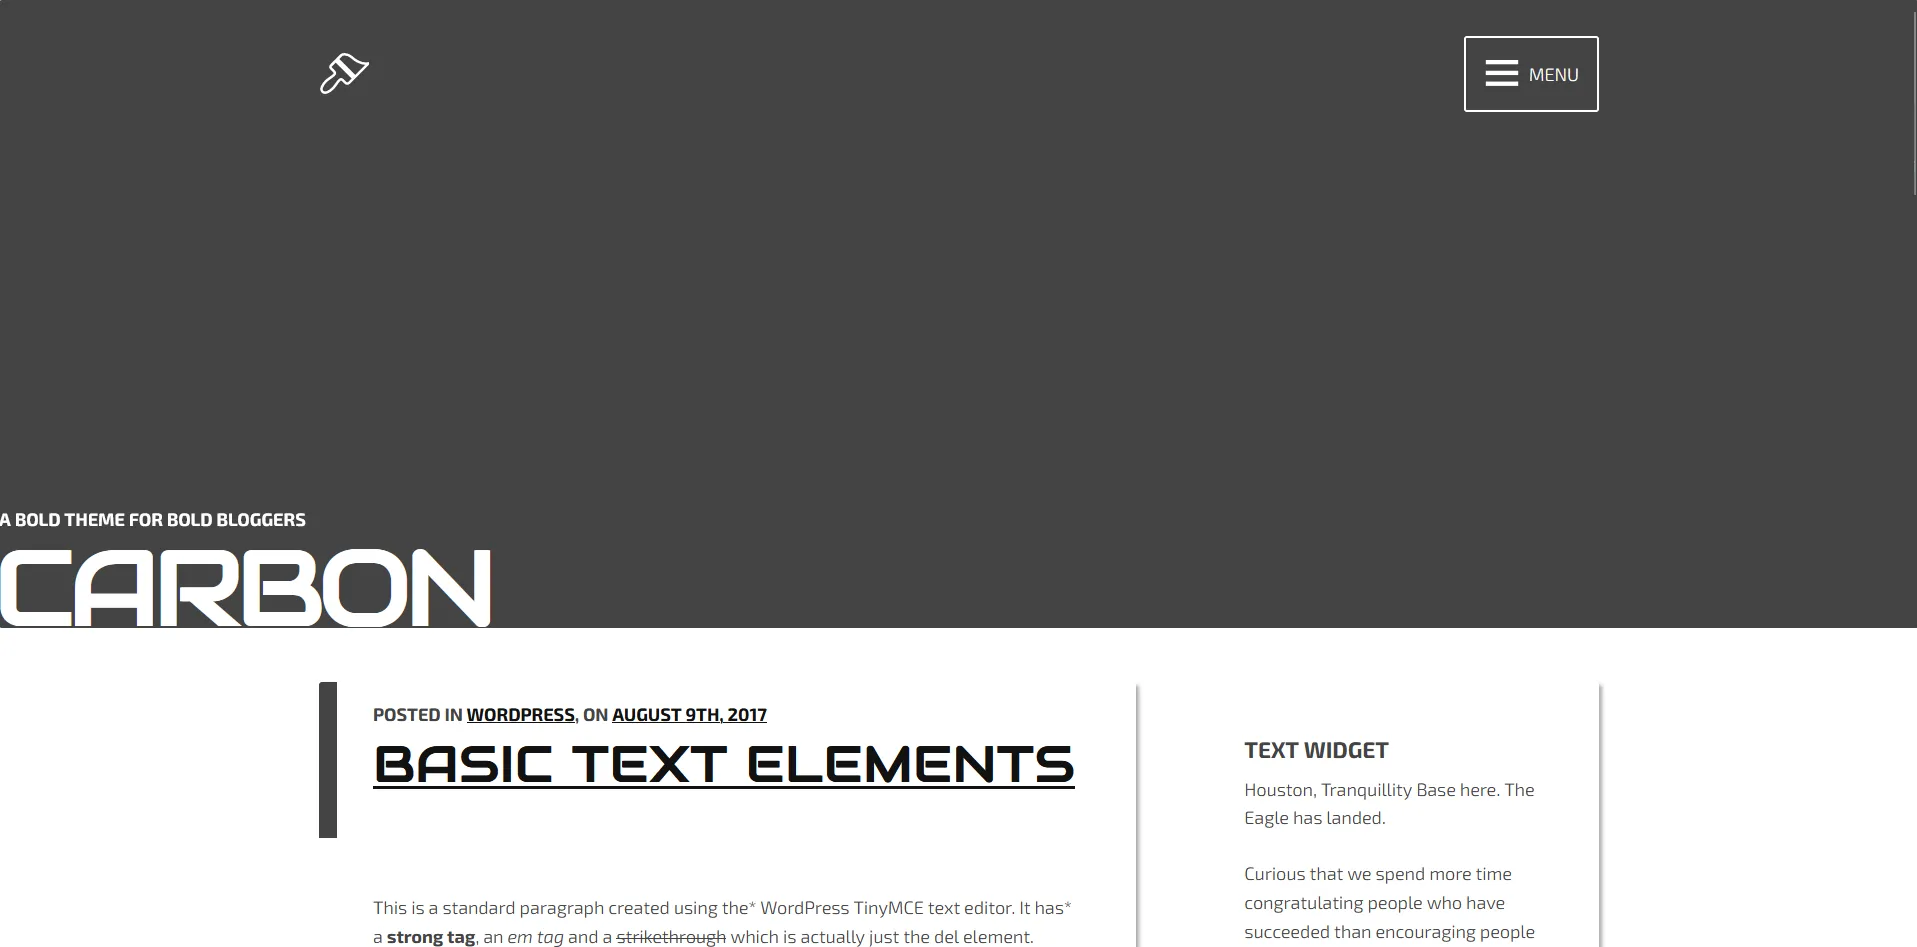 MENU
A BOLD THEME FOR BOLD BLOGGERS
CARBON
POSTED IN WORDPRESS, ON AUGUST 9TH, 2017
BASIC TEXT ELEMENTS
This is a standard paragraph created using the* WordPress TinyMCE text editor. It has*
a strong tag, an em tag and a strikethrough which is actually just the del element.
TEXT WIDGET
Houston, Tranquillity Base here. The
Eagle has landed.
Curious that we spend more time
congratulating people who have
succeeded than encouraging people